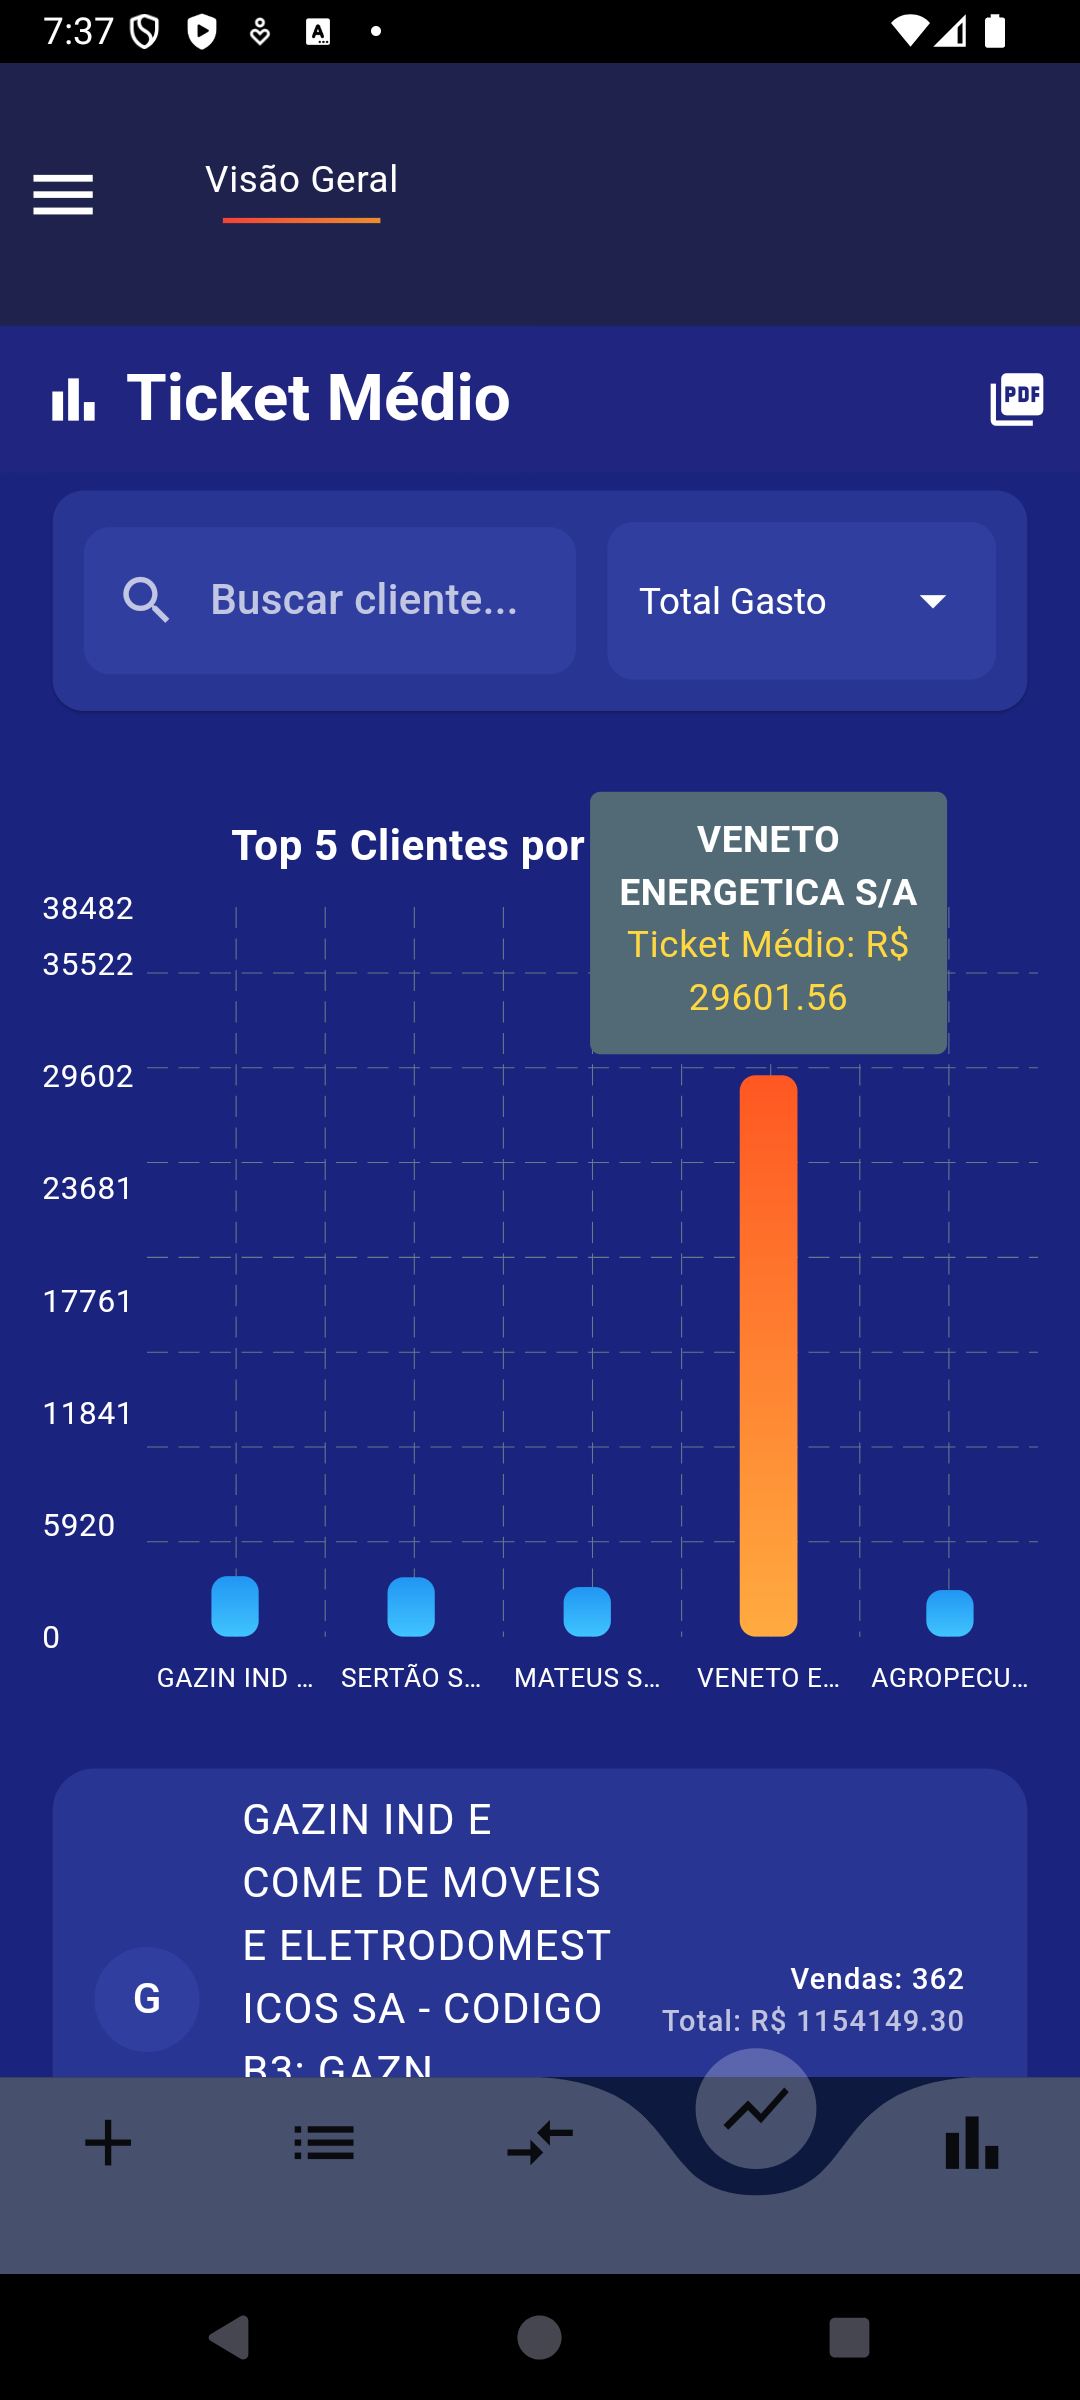 7:37
Visão Geral
Ticket Médio
PDF
Buscar cliente...
Total Gasto
Top 5 Clientes por
VENETO
ENERGETICA S/A
Ticket Médio: R$
29601.56
38482
35522
29602
23681
17761
11841
5920
0
GAZIN IND ...
SERTÃO S...
MATEUS S...
VENETO E...
AGROPECU...
GAZIN IND E
COME DE MOVEIS
E ELETRODOMEST
ICOS SA - CODIGO
B3: GAZN
G
Vendas: 362
Total: R$ 1154149.30